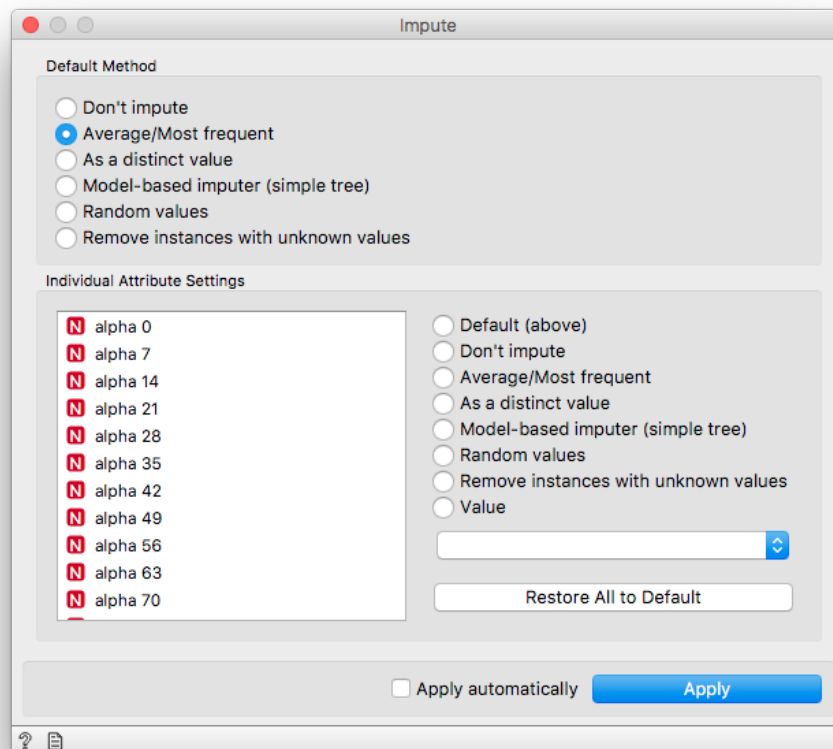 Impute
Default Method
Don't impute
Average/Most frequent
As a distinct value
Model-based imputer (simple tree)
Random values
Remove instances with unknown values
Individual Attribute Settings
N alpha 0
N alpha 7
N alpha 14
N alpha 21
N alpha 28
N alpha 35
N alpha 42
N alpha 49
N alpha 56
N alpha 63
N alpha 70
Default (above)
Don't impute
Average/Most frequent
As a distinct value
Model-based imputer (simple tree)
Random values
Remove instances with unknown values
Value
Restore All to Default
Apply automatically
Apply
?